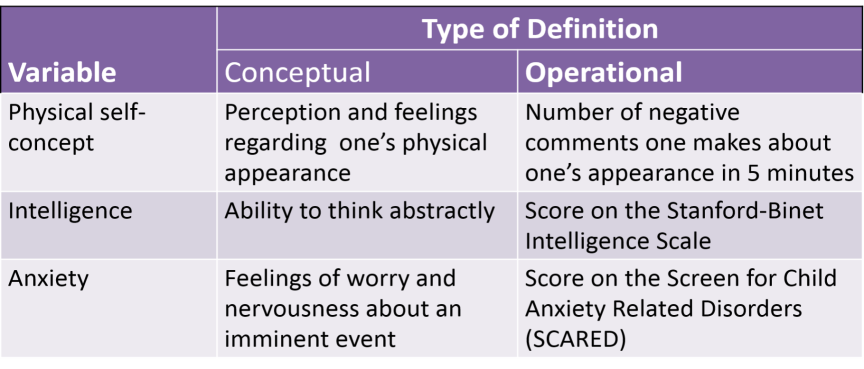 Type of Definition
Variable Conceptual Operational
Physical self-
concept
Perception and feelings
regarding one’s physical
appearance
Number of negative
comments one makes about
one’s appearance in 5 minutes
Intelligence
Ability to think abstractly
Score on the Stanford-Binet
Intelligence Scale
Anxiety
Feelings of worry and
nervousness about an
imminent event
Score on the Screen for Child
Anxiety Related Disorders
(SCARED)